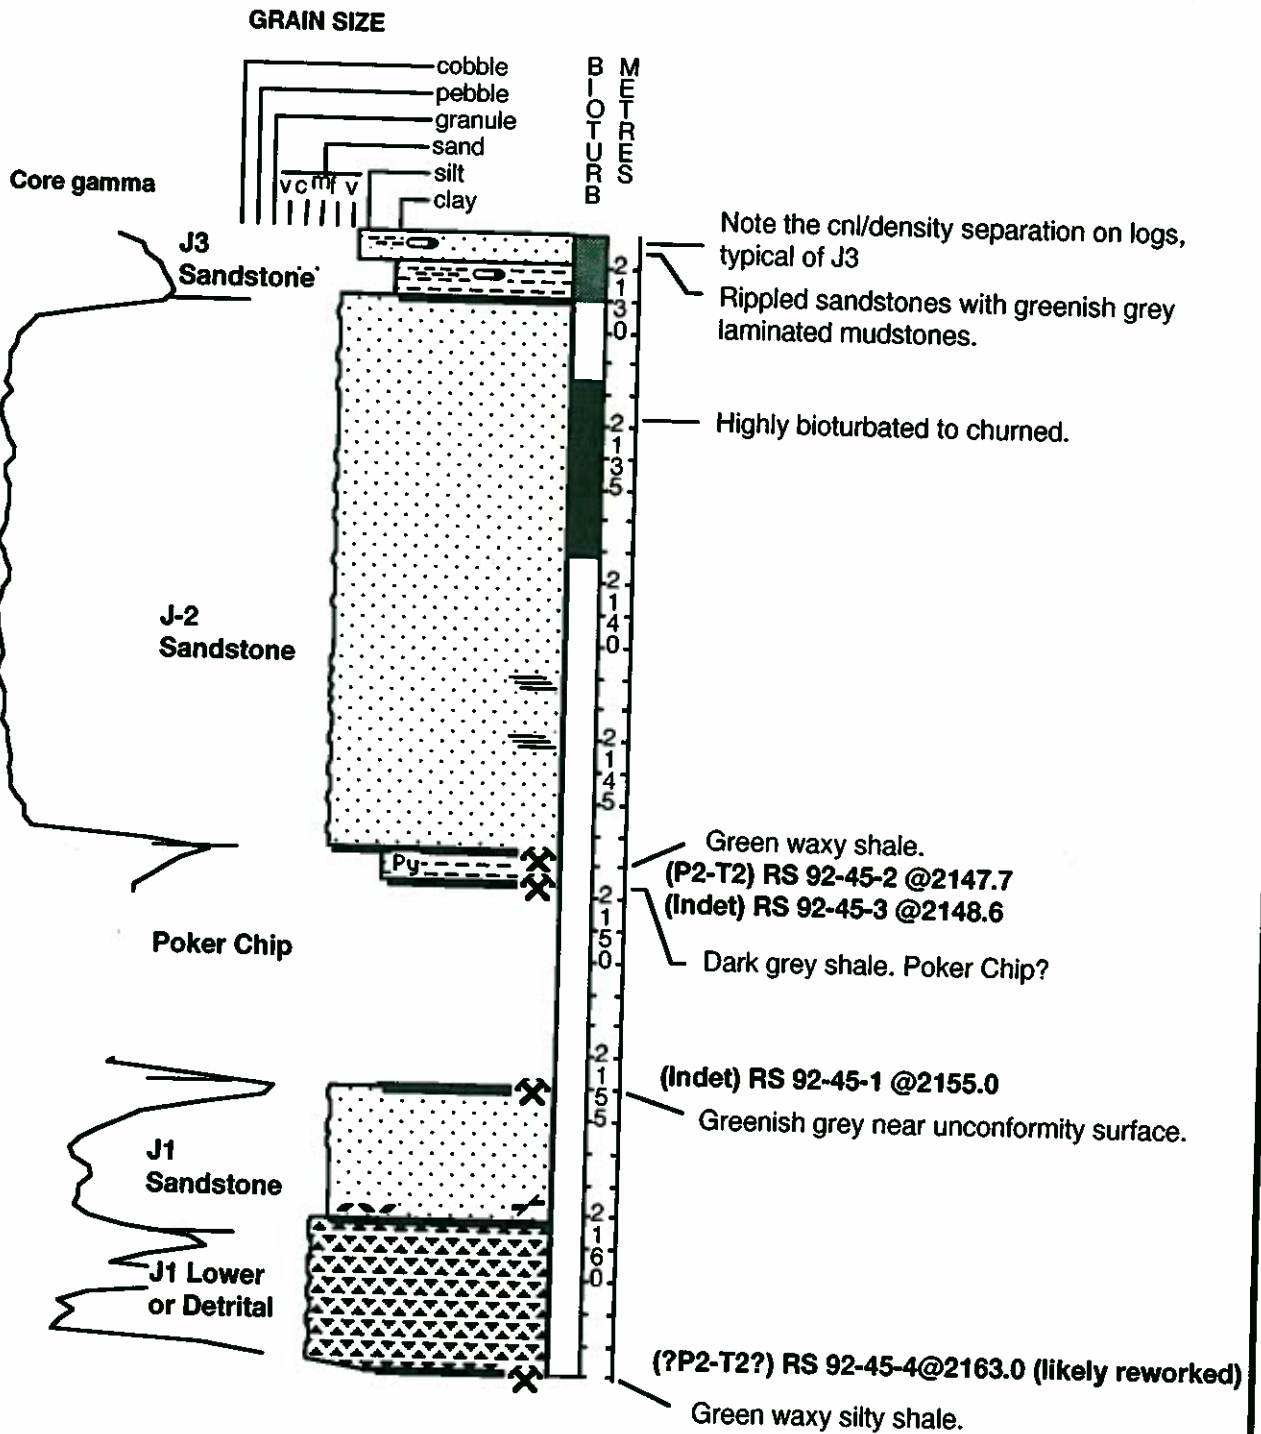 GRAIN SIZE
cobble
pebble
granule
sand
silt
clay
v c m f v
BIOTURB
METRES
Core gamma
J3
Sandstone
Note the cnl/density separation on logs,
typical of J3
Rippled sandstones with greenish grey
laminated mudstones.
2130
Highly bioturbated to churned.
2135
J-2
Sandstone
2140
2145
Green waxy shale.
Py
(P2-T2) RS 92-45-2 @2147.7
(Indet) RS 92-45-3 @2148.6
2150
Poker Chip
Dark grey shale. Poker Chip?
(Indet) RS 92-45-1 @2155.0
2155
Greenish grey near unconformity surface.
J1
Sandstone
2160
J1 Lower
or Detrital
(?P2-T2?) RS 92-45-4@2163.0 (likely reworked)
Green waxy silty shale.